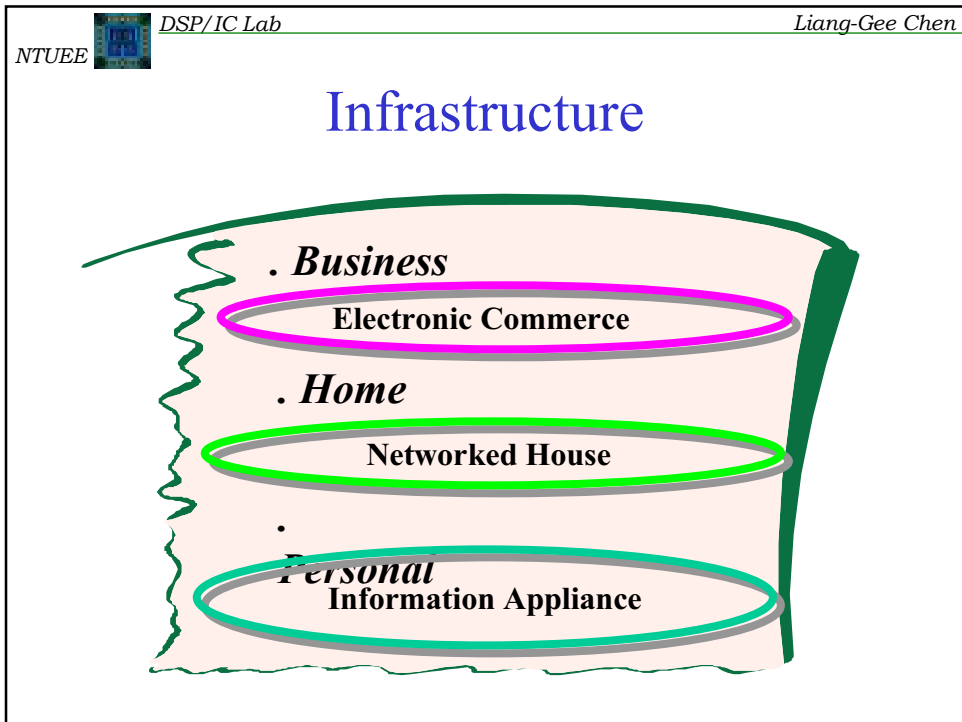 DSP/IC Lab Liang-Gee Chen
NTUEE
Infrastructure
. Business
Electronic Commerce
. Home
Networked House
.
Personal
Information Appliance